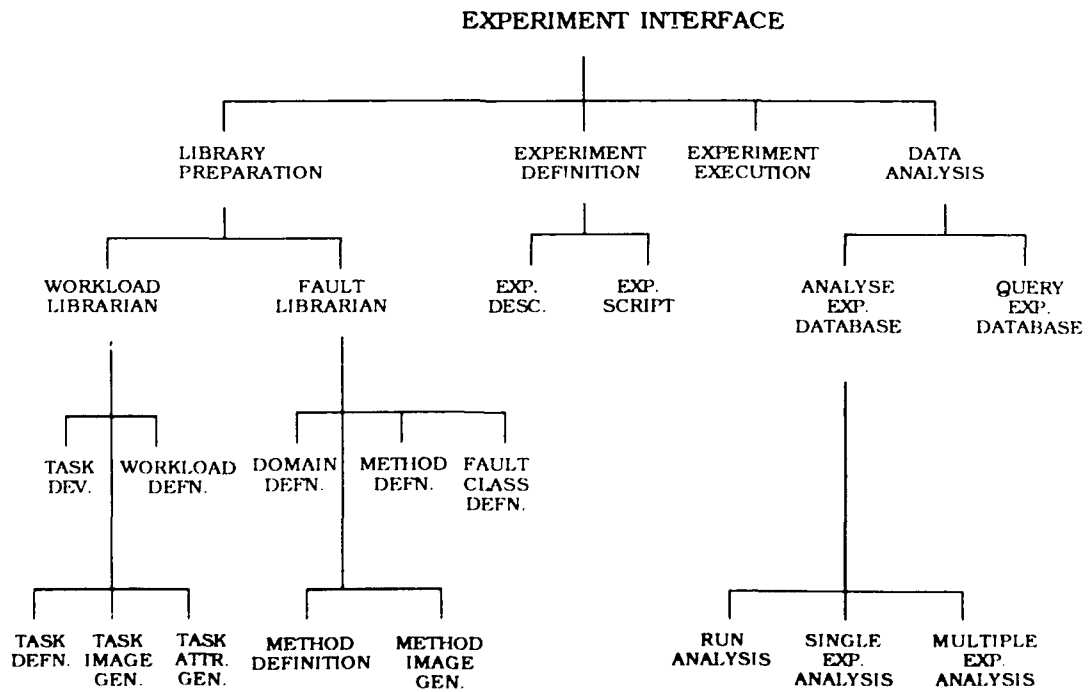 EXPERIMENT INTERFACE
LIBRARY
PREPARATION
EXPERIMENT
DEFINITION
EXPERIMENT
EXECUTION
DATA
ANALYSIS
WORKLOAD
LIBRARIAN
FAULT
LIBRARIAN
EXP.
DESC.
EXP.
SCRIPT
ANALYSE
EXP.
DATABASE
QUERY
EXP.
DATABASE
TASK
DEV.
WORKLOAD
DEFN.
DOMAIN
DEFN.
METHOD
DEFN.
FAULT
CLASS
DEFN.
TASK
DEFN.
TASK
IMAGE
GEN.
TASK
ATTR.
GEN.
METHOD
DEFINITION
METHOD
IMAGE
GEN.
RUN
ANALYSIS
SINGLE
EXP.
ANALYSIS
MULTIPLE
EXP.
ANALYSIS